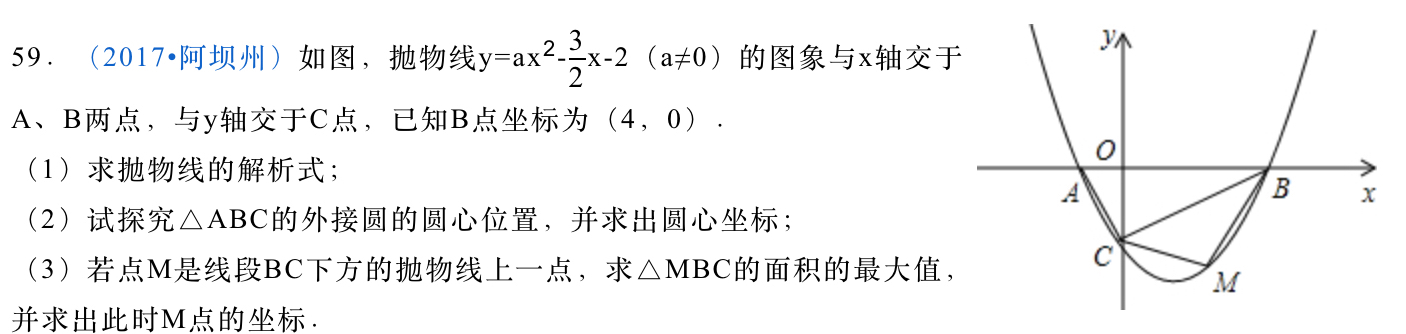 59. （2017•阿坝州）如图，抛物线y=ax²-3/2x-2（a≠0）的图象与x轴交于
A、B两点，与y轴交于C点，已知B点坐标为（4，0）.
（1）求抛物线的解析式；
（2）试探究△ABC的外接圆的圆心位置，并求出圆心坐标；
（3）若点M是线段BC下方的抛物线上一点，求△MBC的面积的最大值，
并求出此时M点的坐标.
y
O
A
B
x
C
M